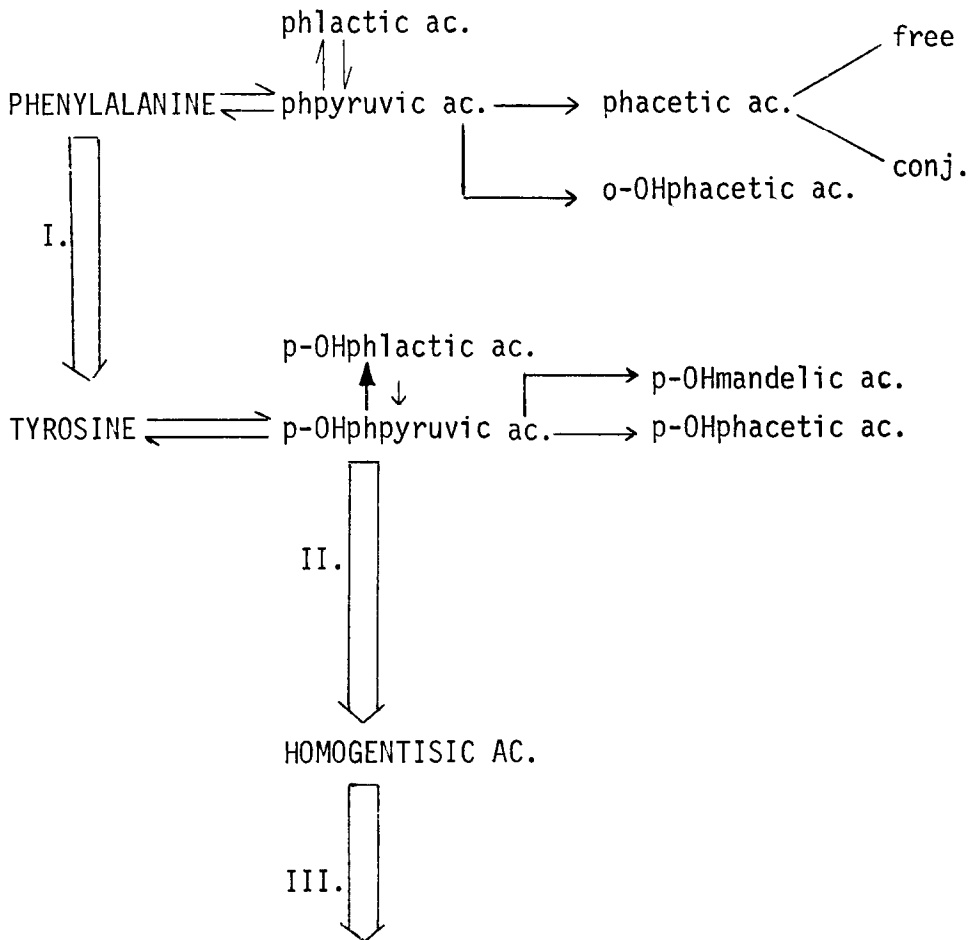 phlactic ac.
free
PHENYLALANINE
phpyruvic ac.
phacetic ac.
conj.
o-OHphacetic ac.
I.
p-OHphlactic ac.
p-OHmandelic ac.
TYROSINE
p-OHphpyruvic ac.
p-OHphacetic ac.
II.
HOMOGENTISIC AC.
III.